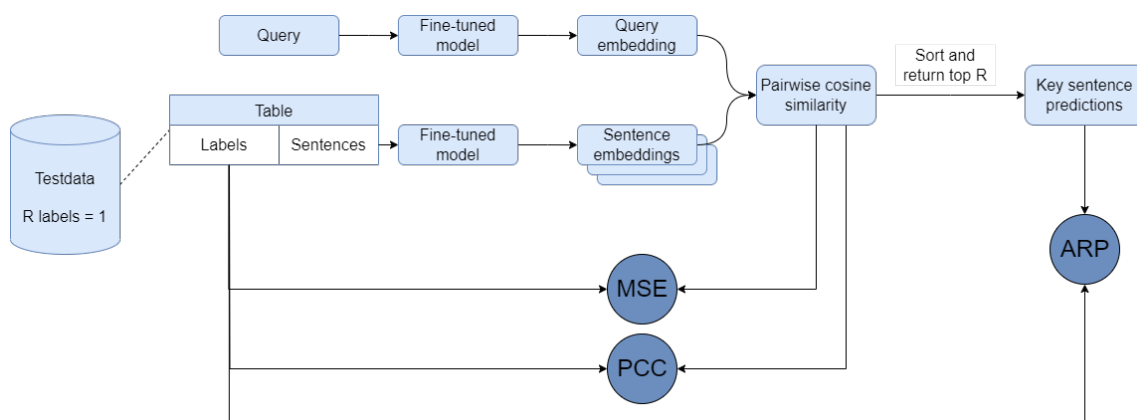 Query
Fine-tuned
model
Query
embedding
Sort and
return top R
Pairwise cosine
similarity
Key sentence
predictions
Table
Labels
Sentences
Fine-tuned
model
Sentence
embeddings
Testdata
R labels = 1
ARP
MSE
PCC